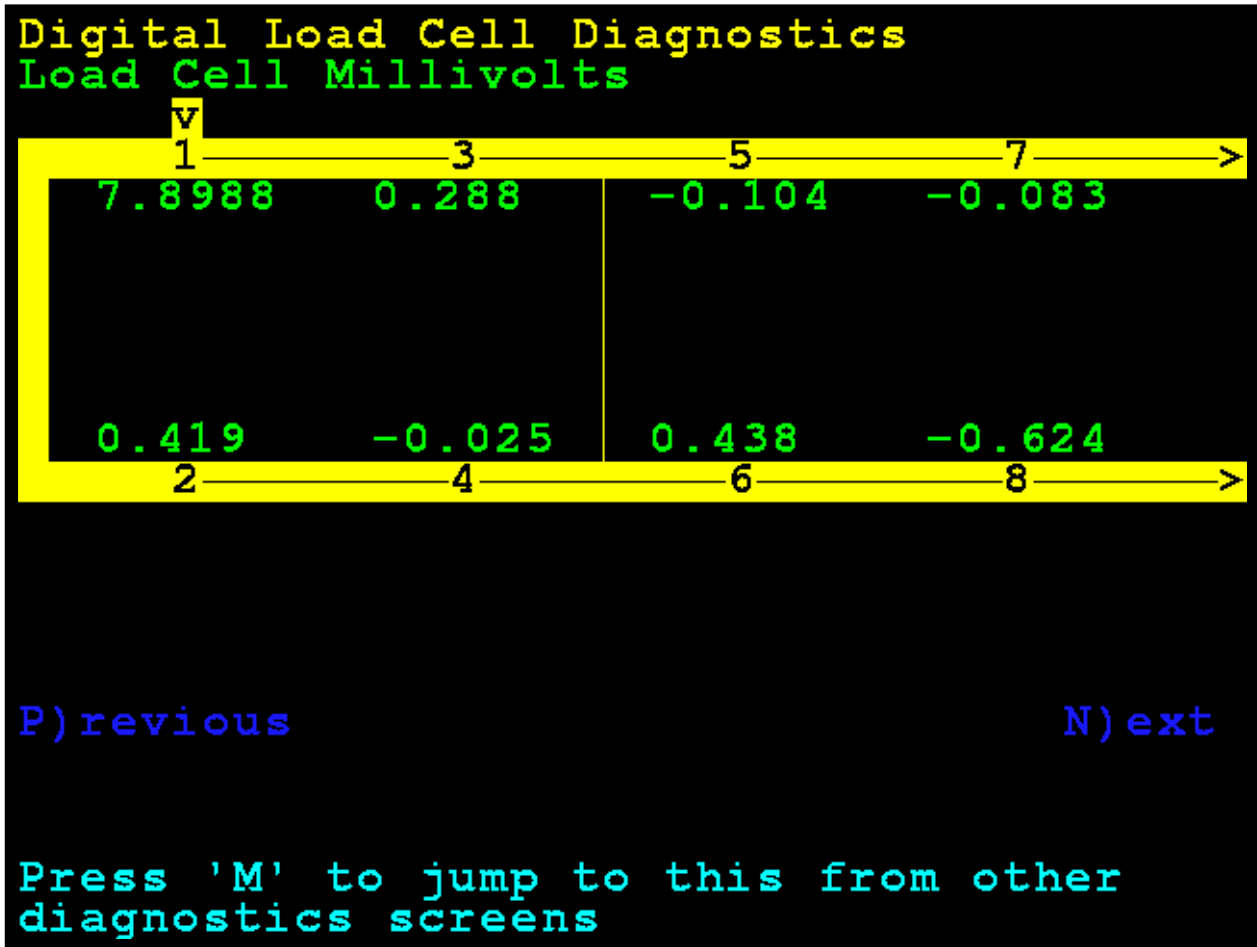 Digital Load Cell Diagnostics
Load Cell Millivolts
v
1 3 5 7 >
7.8988 0.288 -0.104 -0.083
0.419 -0.025 0.438 -0.624
2 4 6 8 >
P)revious N)ext
Press 'M' to jump to this from other
diagnostics screens